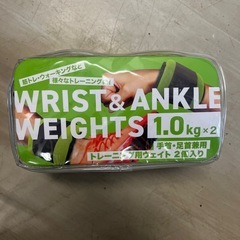 筋トレ・ウォーキングなど
様々なトレーニングに
WRIST & ANKLE
WEIGHTS 1.0kg×2
手首・足首兼用
トレーニング用ウェイト 2個入り